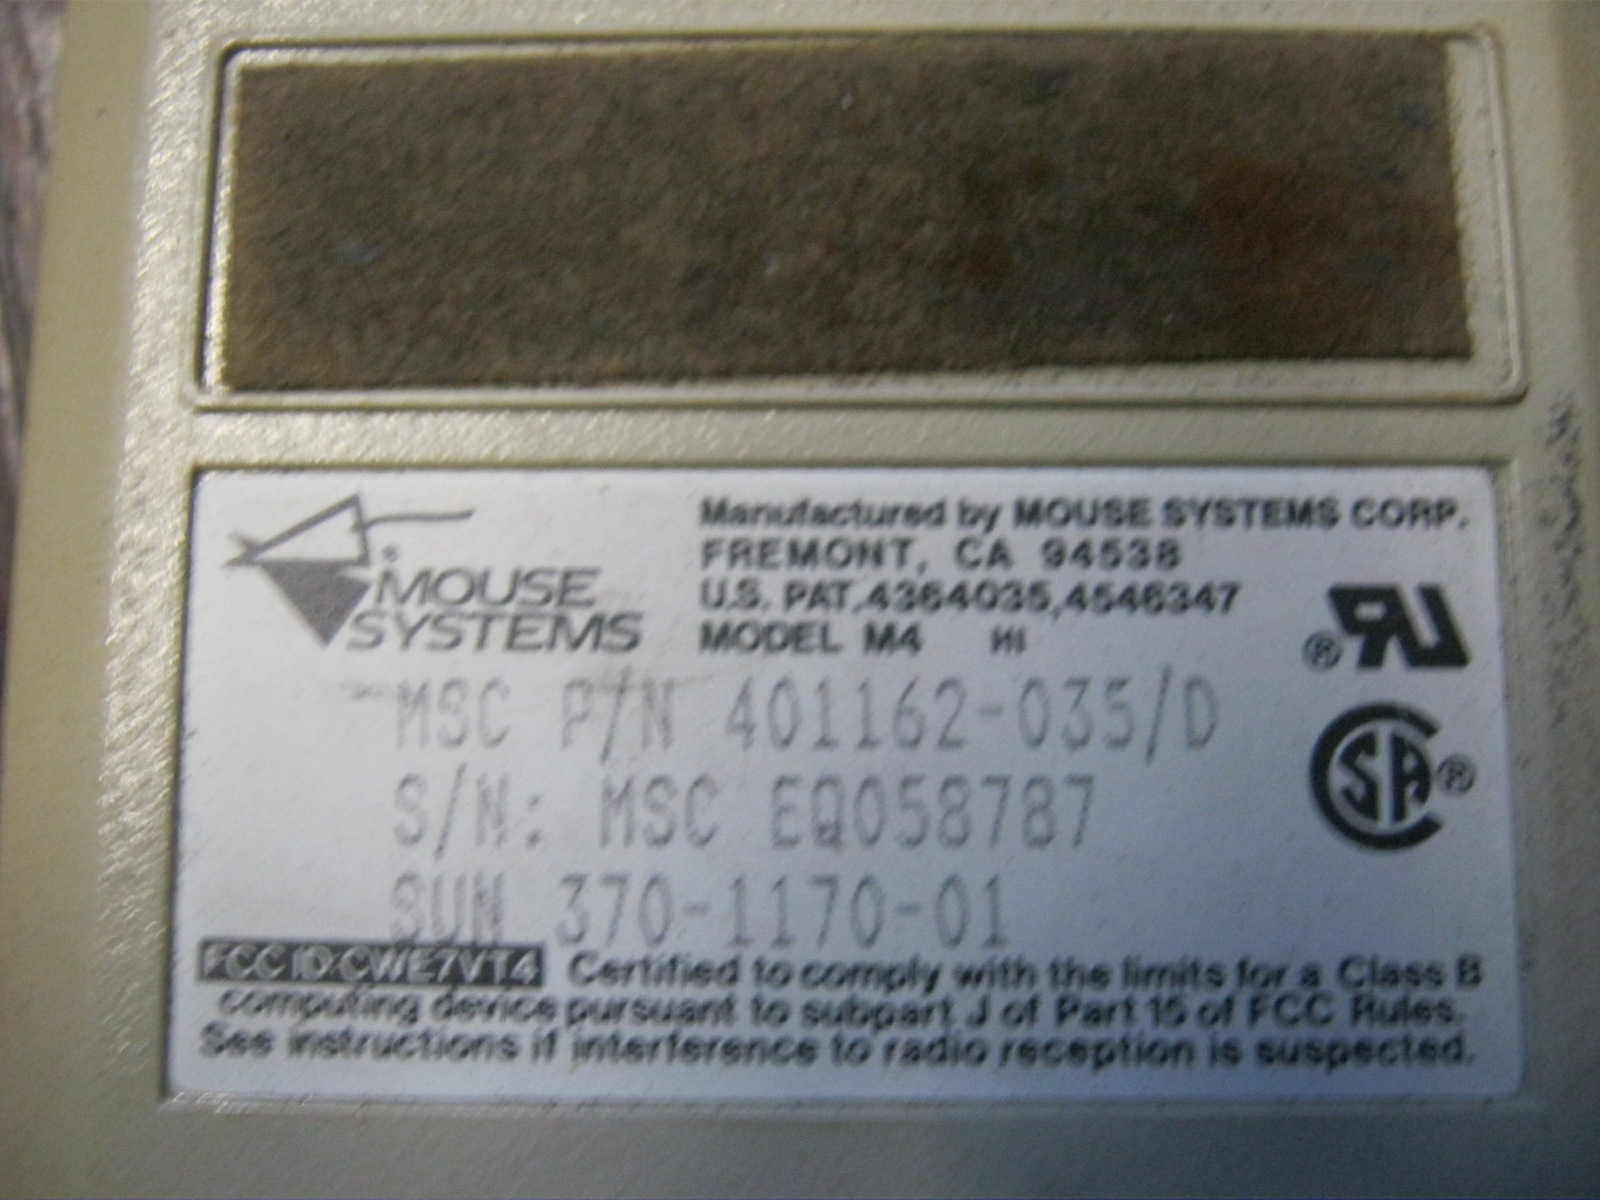 MOUSE
SYSTEMS
Manufactured by MOUSE SYSTEMS CORP.
FREMONT, CA 94538
U.S. PAT.4364035,4546347
MODEL M4 HI
MSC P/N 401162-035/D
S/N: MSC EQ058787
SUN 370-1170-01
FCC ID:CWE7VT4 Certified to comply with the limits for a Class B
computing device pursuant to subpart J of Part 15 of FCC Rules.
See instructions if interference to radio reception is suspected.
RU ®
SA ®